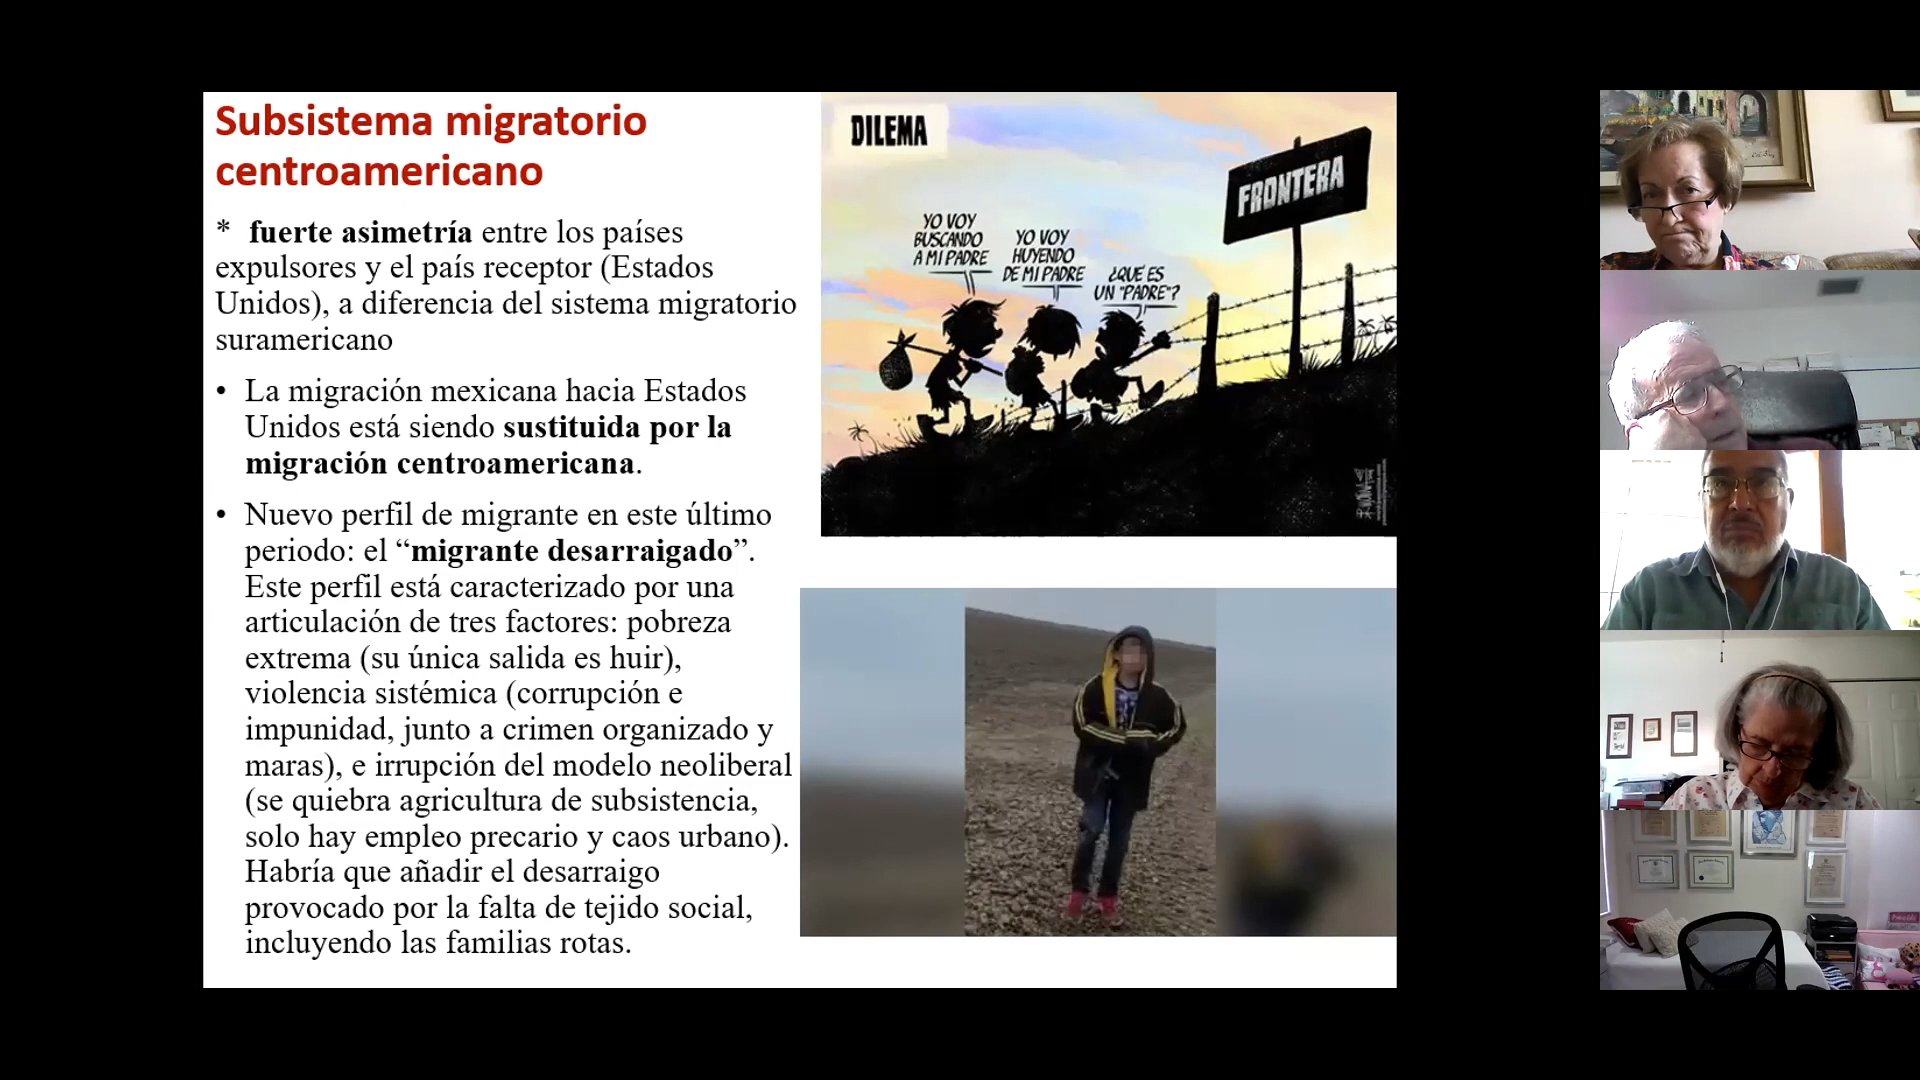 Subsistema migratorio
centroamericano
* fuerte asimetría entre los países
expulsores y el país receptor (Estados
Unidos), a diferencia del sistema migratorio
suramericano
• La migración mexicana hacia Estados
Unidos está siendo sustituida por la
migración centroamericana.
• Nuevo perfil de migrante en este último
periodo: el “migrante desarraigado”.
Este perfil está caracterizado por una
articulación de tres factores: pobreza
extrema (su única salida es huir),
violencia sistémica (corrupción e
impunidad, junto a crimen organizado y
maras), e irrupción del modelo neoliberal
(se quiebra agricultura de subsistencia,
solo hay empleo precario y caos urbano).
Habría que añadir el desarraigo
provocado por la falta de tejido social,
incluyendo las familias rotas.
DILEMA
FRONTERA
YO VOY
BUSCANDO
A MI PADRE
YO VOY
HUYENDO
DE MI PADRE
¿QUÉ ES
UN "PADRE"?